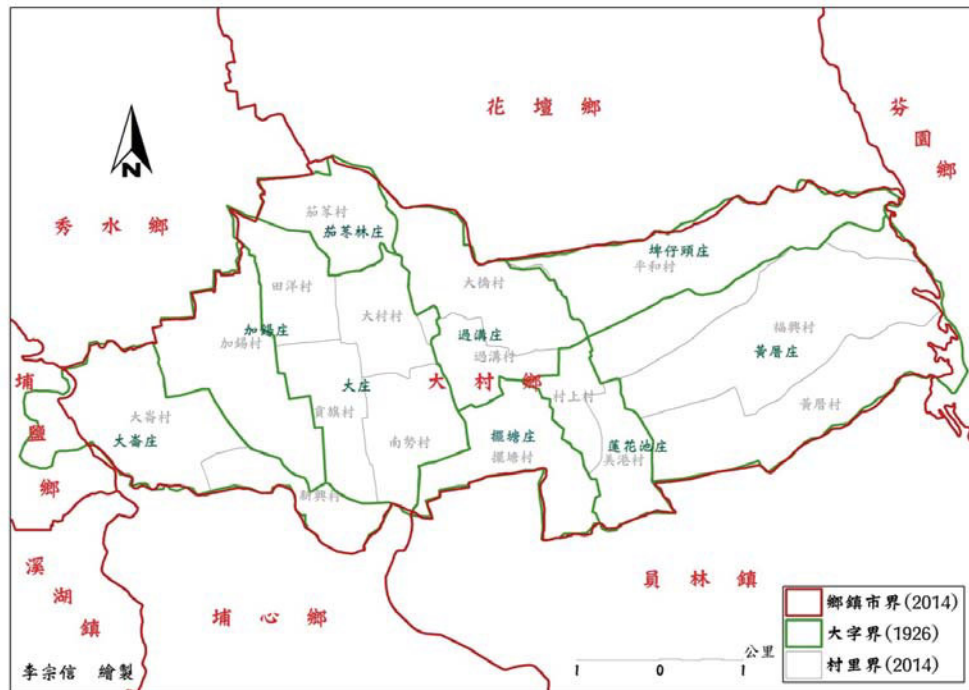 花壇鄉
芬園鄉
秀水鄉
茄苳村
茄苳林庄
埤仔頭庄
平和村
田洋村
大橋村
大村村
加錫庄
加錫村
過溝庄
過溝村
福興村
黃厝庄
大村鄉
大庄
貢旗村
村上村
黃厝村
埔鹽鄉
大崙村
大崙庄
南勢村
擺塘庄
擺塘村
蓮花池庄
美港村
新興村
溪湖鎮
埔心鄉
員林鎮
N
李宗信 繪製
公里
1 0 1
鄉鎮市界(2014)
大字界(1926)
村里界(2014)